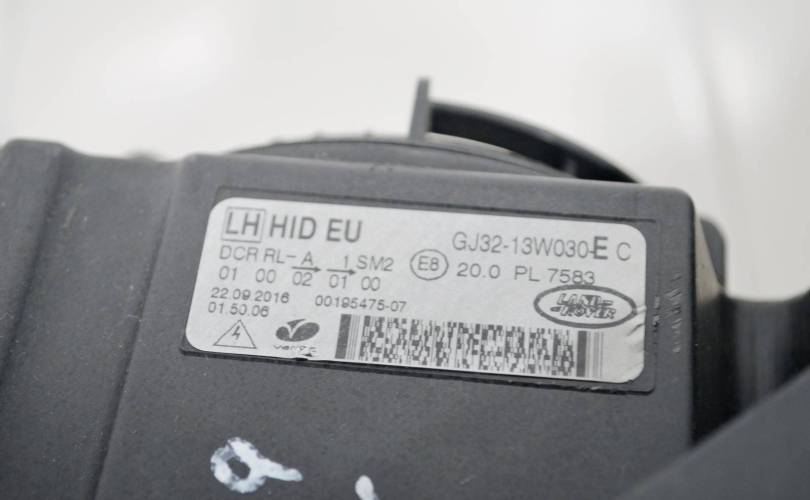 LH HID EU
GJ32-13W030-E C
DCR RL-A 1 SM2
01 00 02 01 00
E8 20.0 PL 7583
22.09.2016 00195475-07
01.50.06
LAND-ROVER